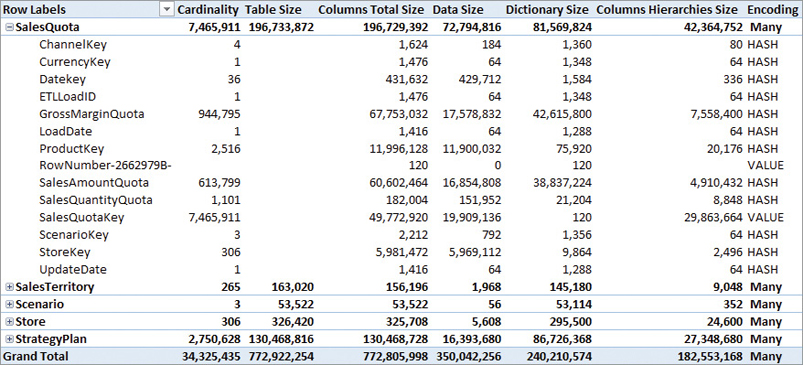 Row Labels Cardinality Table Size Columns Total Size Data Size Dictionary Size Columns Hierarchies Size Encoding
SalesQuota 7,465,911 196,733,872 196,729,392 72,794,816 81,569,824 42,364,752 Many
ChannelKey 4 1,624 184 1,360 80 HASH
CurrencyKey 1 1,476 64 1,348 64 HASH
Datekey 36 431,632 429,712 1,584 336 HASH
ETLLoadID 1 1,476 64 1,348 64 HASH
GrossMarginQuota 944,795 67,753,032 17,578,832 42,615,800 7,558,400 HASH
LoadDate 1 1,416 64 1,288 64 HASH
ProductKey 2,516 11,996,128 11,900,032 75,920 20,176 HASH
RowNumber-2662979B- 120 0 120 VALUE
SalesAmountQuota 613,799 60,602,464 16,854,808 38,837,224 4,910,432 HASH
SalesQuantityQuota 1,101 182,004 151,952 21,204 8,848 HASH
SalesQuotaKey 7,465,911 49,772,920 19,909,136 120 29,863,664 VALUE
ScenarioKey 3 2,212 792 1,356 64 HASH
StoreKey 306 5,981,472 5,969,112 9,864 2,496 HASH
UpdateDate 1 1,416 64 1,288 64 HASH
SalesTerritory 265 163,020 156,196 1,968 145,180 9,048 Many
Scenario 3 53,522 53,522 56 53,114 352 Many
Store 306 326,420 325,708 5,608 295,500 24,600 Many
StrategyPlan 2,750,628 130,468,816 130,468,728 16,393,680 86,726,368 27,348,680 Many
Grand Total 34,325,435 772,922,254 772,805,998 350,042,256 240,210,574 182,553,168 Many